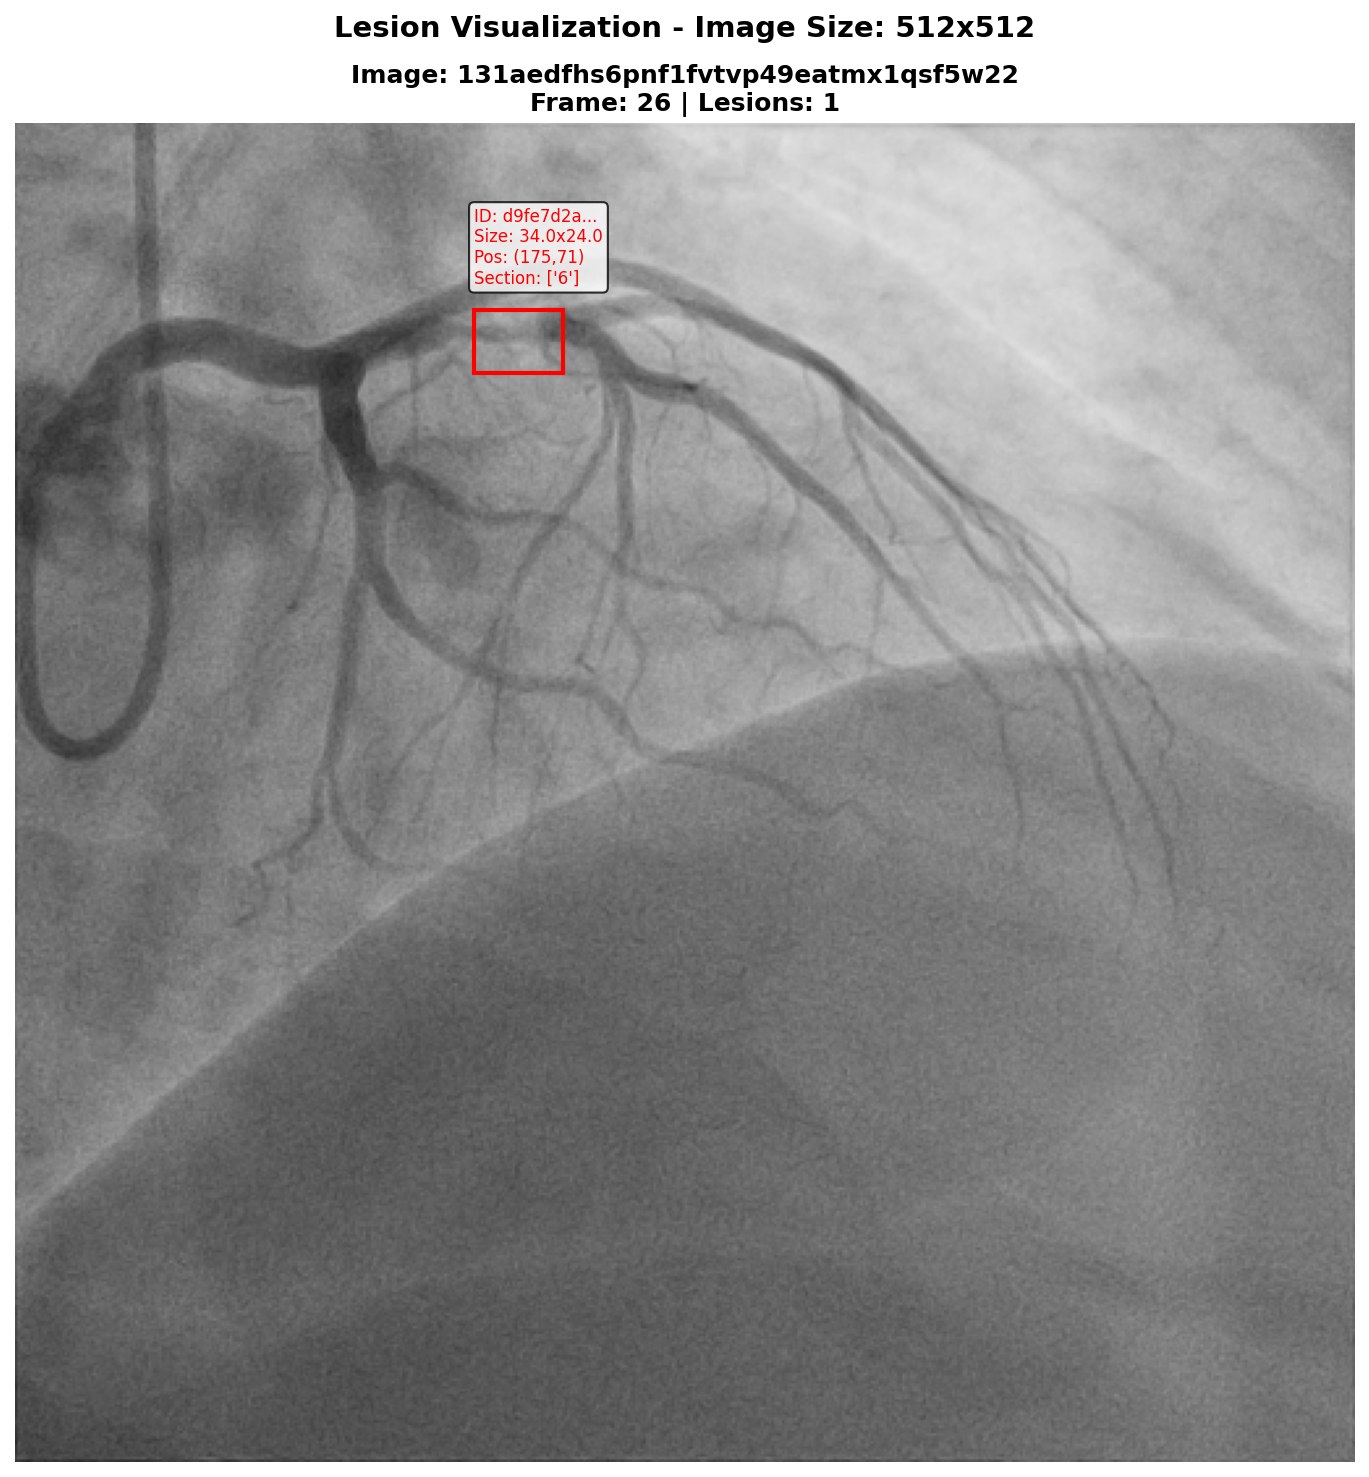 Lesion Visualization - Image Size: 512x512
Image: 131aedfhs6pnf1fvtvp49eatmx1qsf5w22
Frame: 26 | Lesions: 1
ID: d9fe7d2a...
Size: 34.0x24.0
Pos: (175,71)
Section: ['6']